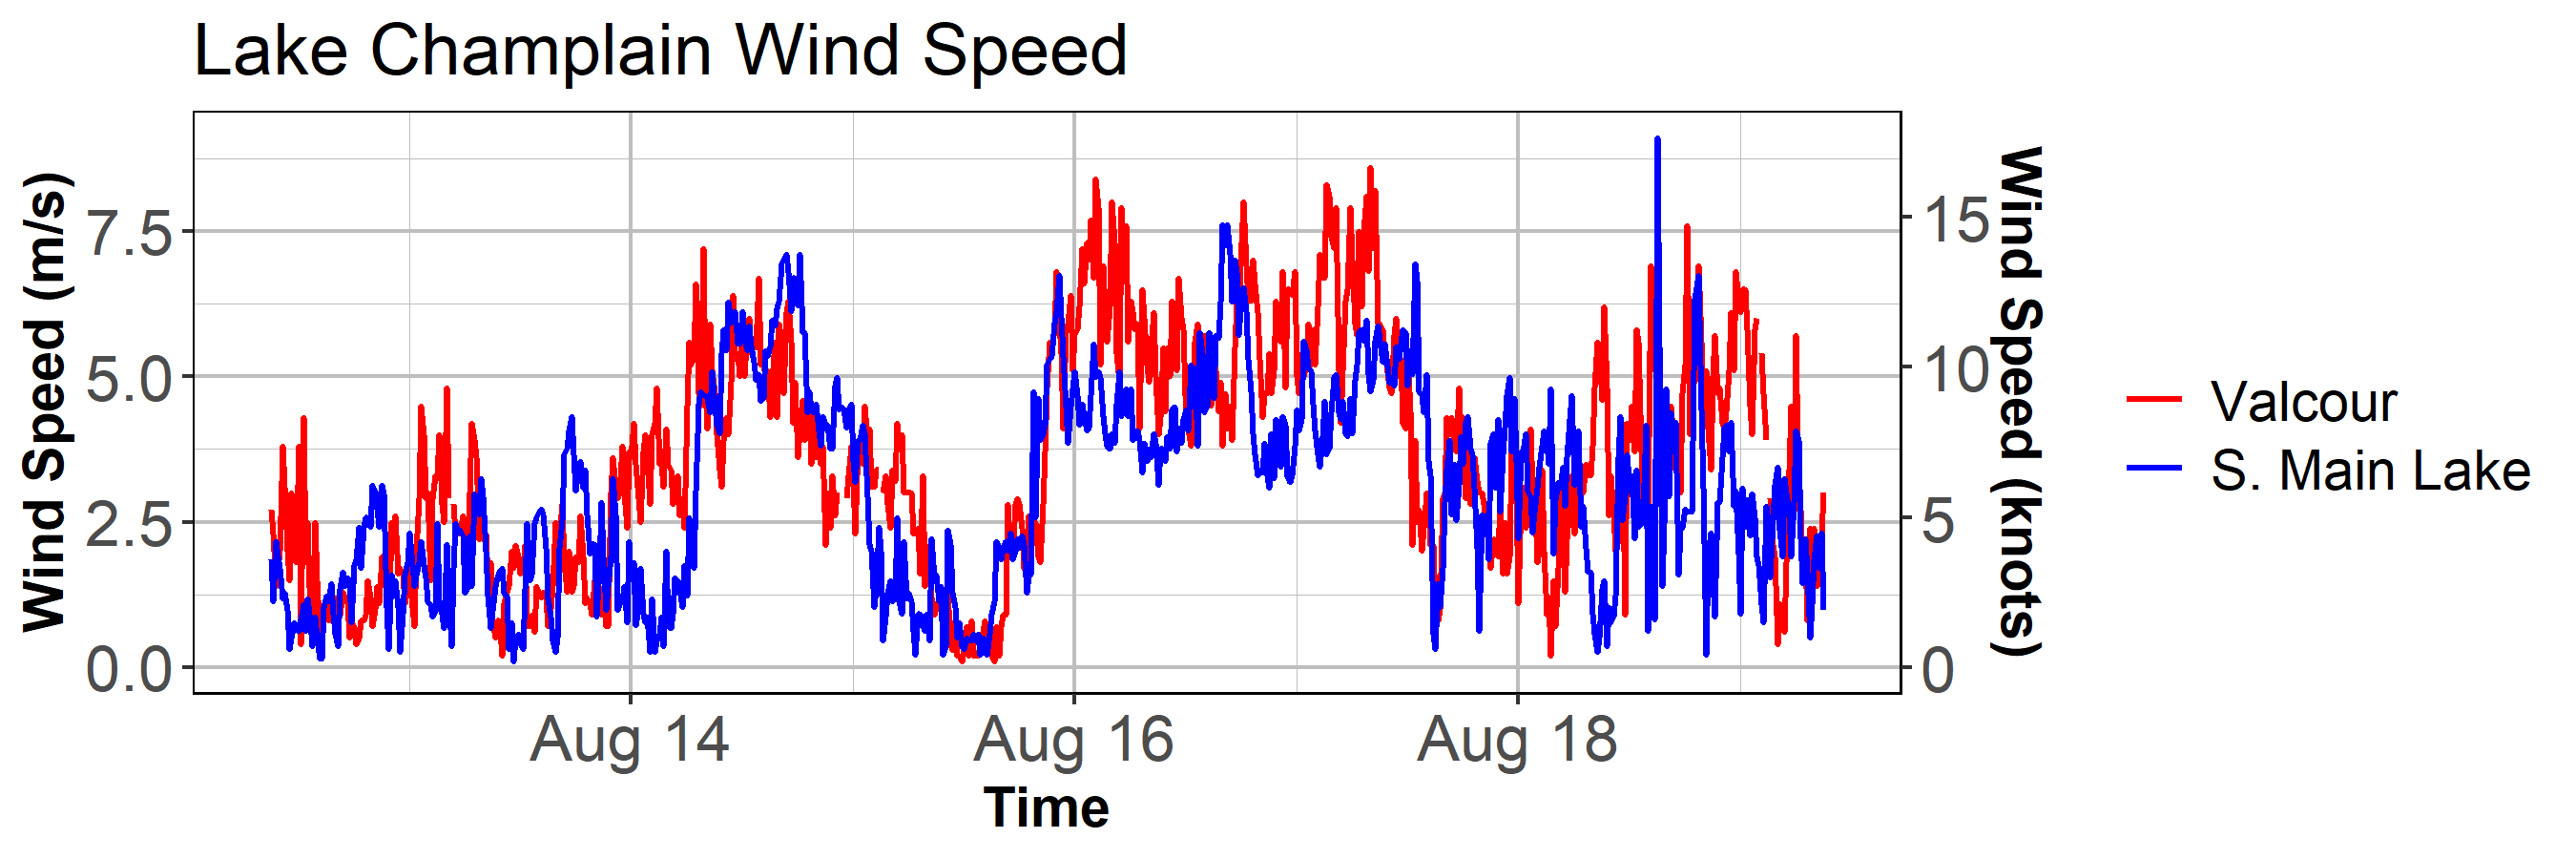 Lake Champlain Wind Speed
Wind Speed (m/s)
7.5
5.0
2.5
0.0
15
10
5
0
Wind Speed (knots)
Aug 14
Aug 16
Aug 18
Time
Valcour
S. Main Lake